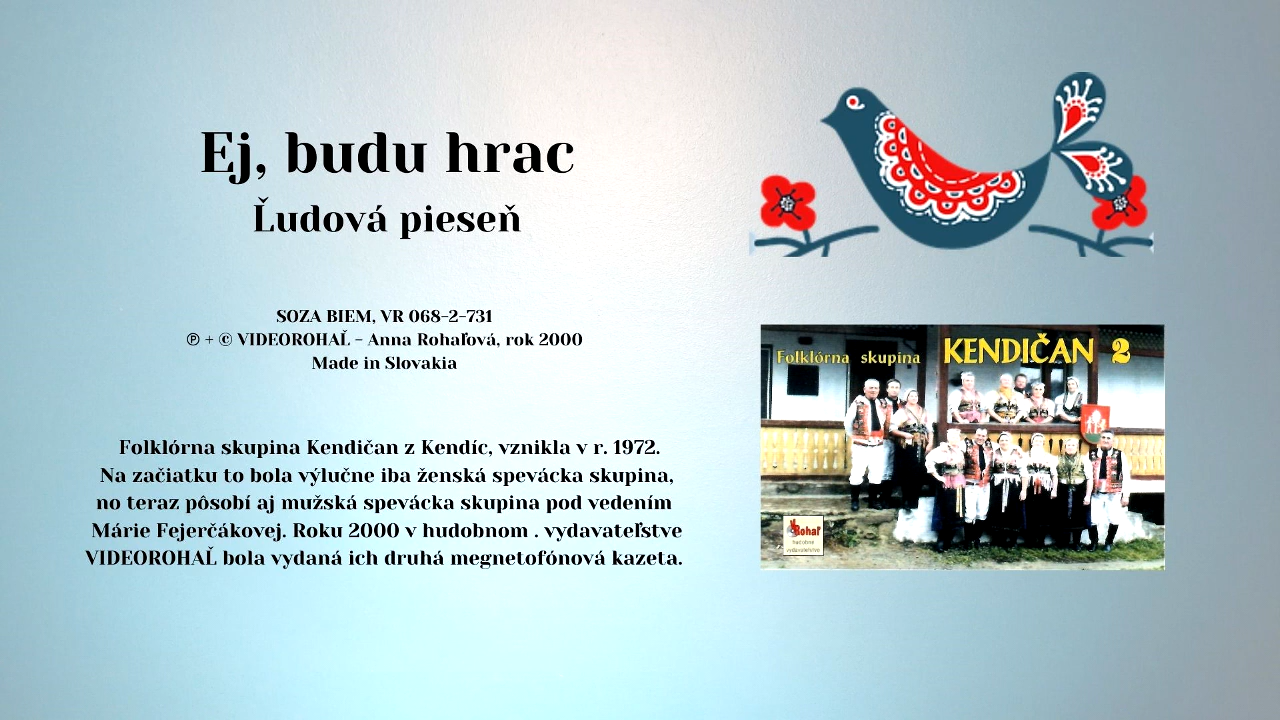 Ej, budu hrac
Ľudová pieseň
SOZA BIEM, VR 068-2-731
℗ + © VIDEOROHAĽ - Anna Rohaľová, rok 2000
Made in Slovakia
Folklórna skupina Kendičan z Kendíc, vznikla v r. 1972.
Na začiatku to bola výlučne iba ženská spevácka skupina,
no teraz pôsobí aj mužská spevácka skupina pod vedením
Márie Fejerčákovej. Roku 2000 v hudobnom . vydavateľstve
VIDEOROHAĽ bola vydaná ich druhá megnetofónová kazeta.
Folklórna skupina KENDIČAN 2
Rohaľ
hudobné
vydavateľstvo